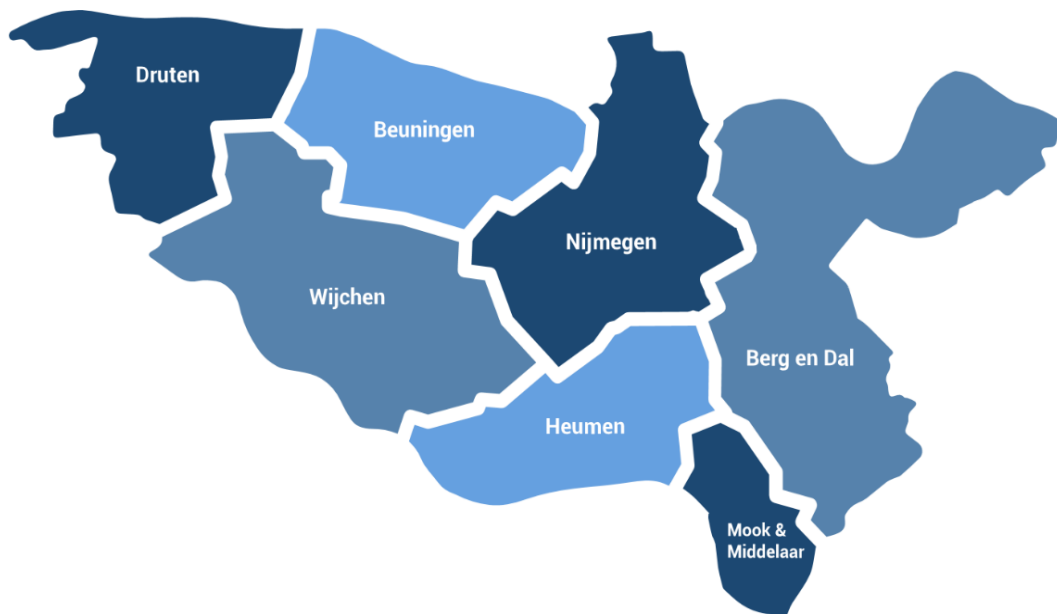 Druten
Beuningen
Nijmegen
Wijchen
Berg en Dal
Heumen
Mook &
Middelaar